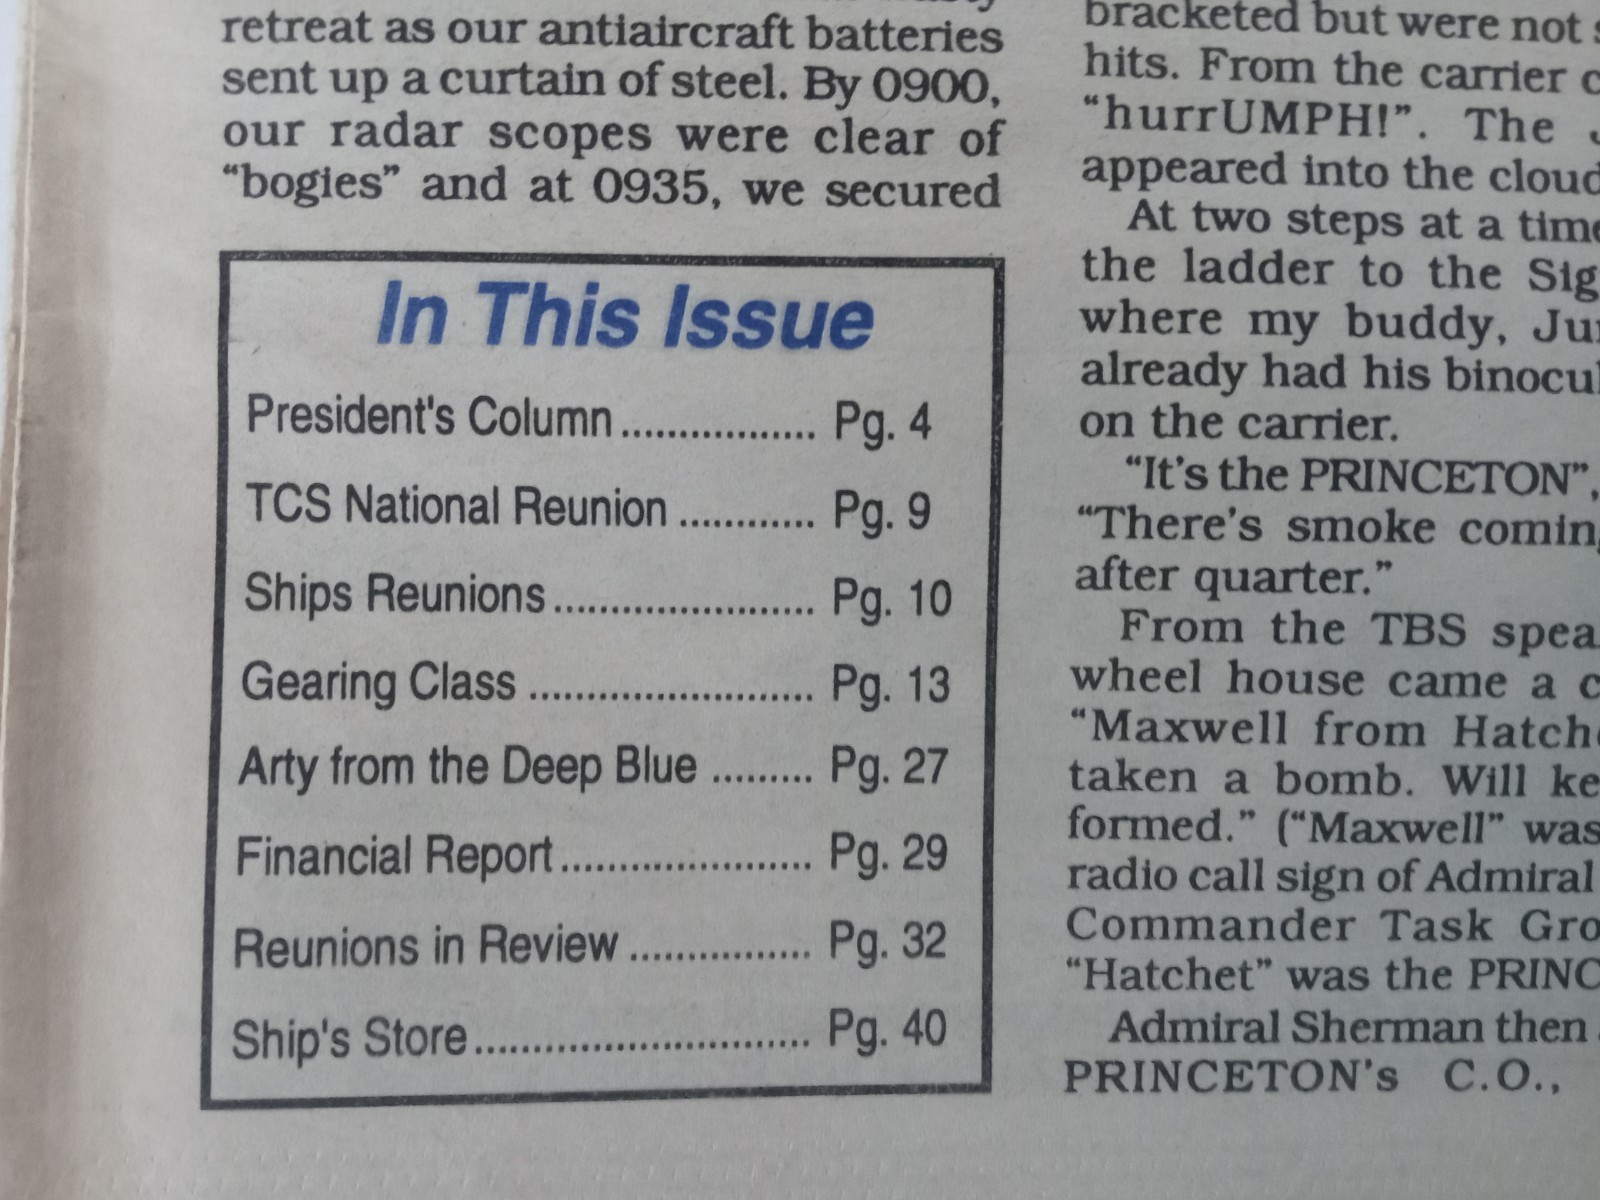 retreat as our antiaircraft batteries
sent up a curtain of steel. By 0900,
our radar scopes were clear of
“bogies” and at 0935, we secured
In This Issue
President's Column................. Pg. 4
TCS National Reunion ............ Pg. 9
Ships Reunions....................... Pg. 10
Gearing Class ......................... Pg. 13
Arty from the Deep Blue ......... Pg. 27
Financial Report...................... Pg. 29
Reunions in Review ................ Pg. 32
Ship's Store............................. Pg. 40
bracketed but were not
hits. From the carrier
“hurrUMPH!”. The
appeared into the
At two steps at a
the ladder to the
where my buddy,
already had his
on the carrier.
“It's the PRINCETON”,
“There's smoke
after quarter.”
From the TBS
wheel house came a
“Maxwell from
taken a bomb. Will
formed.” (“Maxwell” was
radio call sign of Admiral
Commander Task
“Hatchet” was the
Admiral Sherman then
PRINCETON's C.O.,